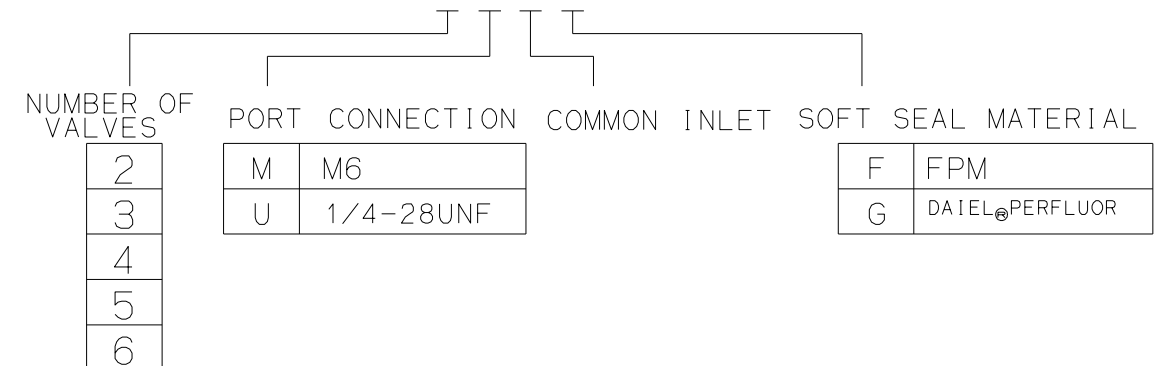 NUMBER OF
VALVES
PORT CONNECTION
COMMON INLET
SOFT SEAL MATERIAL
2
3
4
5
6
M M6
U 1/4-28UNF
F FPM
G DAIEL®PERFLUOR